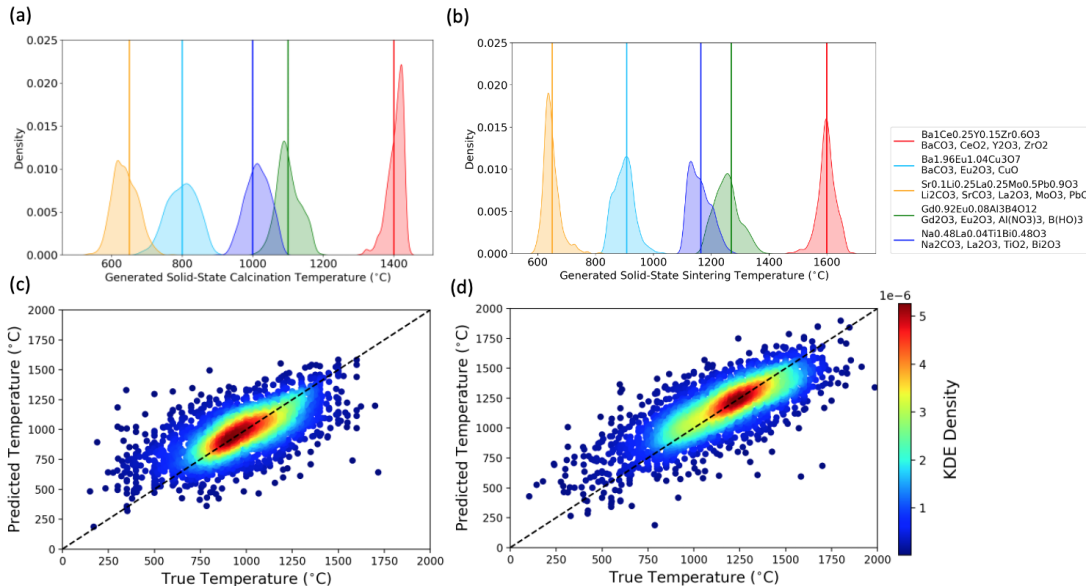 (a)
0.025
0.020
0.015
0.010
0.005
0.000
Density
600
800
1000
1200
1400
Generated Solid-State Calcination Temperature (°C)
(b)
0.025
0.020
0.015
0.010
0.005
0.000
Density
600
800
1000
1200
1400
1600
Generated Solid-State Sintering Temperature (°C)
Ba1Ce0.25Y0.15Zr0.6O3
BaCO3, CeO2, Y2O3, ZrO2
Ba1.96Eu1.04Cu3O7
BaCO3, Eu2O3, CuO
Sr0.1Li0.25La0.25Mo0.5Pb0.9O3
Li2CO3, SrCO3, La2O3, MoO3, PbO
Gd0.92Eu0.08Al3B4O12
Gd2O3, Eu2O3, Al(NO3)3, B(HO)3
Na0.48La0.04Ti1Bi0.48O3
Na2CO3, La2O3, TiO2, Bi2O3
(c)
2000
1750
1500
1250
1000
750
500
250
0
Predicted Temperature (°C)
0
250
500
750
1000
1250
1500
1750
2000
True Temperature (°C)
(d)
2000
1750
1500
1250
1000
750
500
250
0
Predicted Temperature (°C)
0
250
500
750
1000
1250
1500
1750
2000
True Temperature (°C)
1e−6
5
4
3
2
1
KDE Density